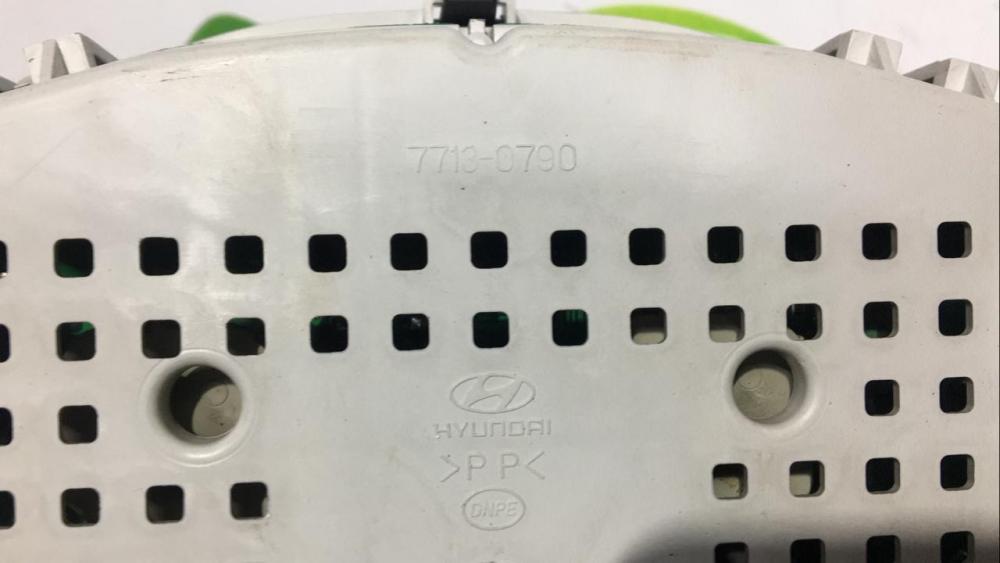 7713-0790
HYUNDAI
>PP<
DNPE